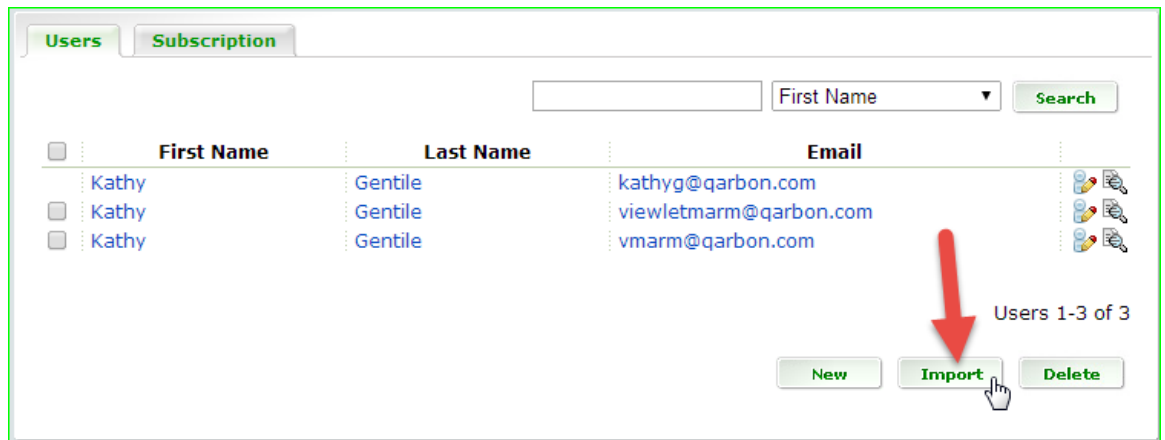 Users Subscription
First Name Search
First Name Last Name Email
Kathy Gentile kathyg@qarbon.com
Kathy Gentile viewletmarm@qarbon.com
Kathy Gentile vmarm@qarbon.com
Users 1-3 of 3
New Import Delete